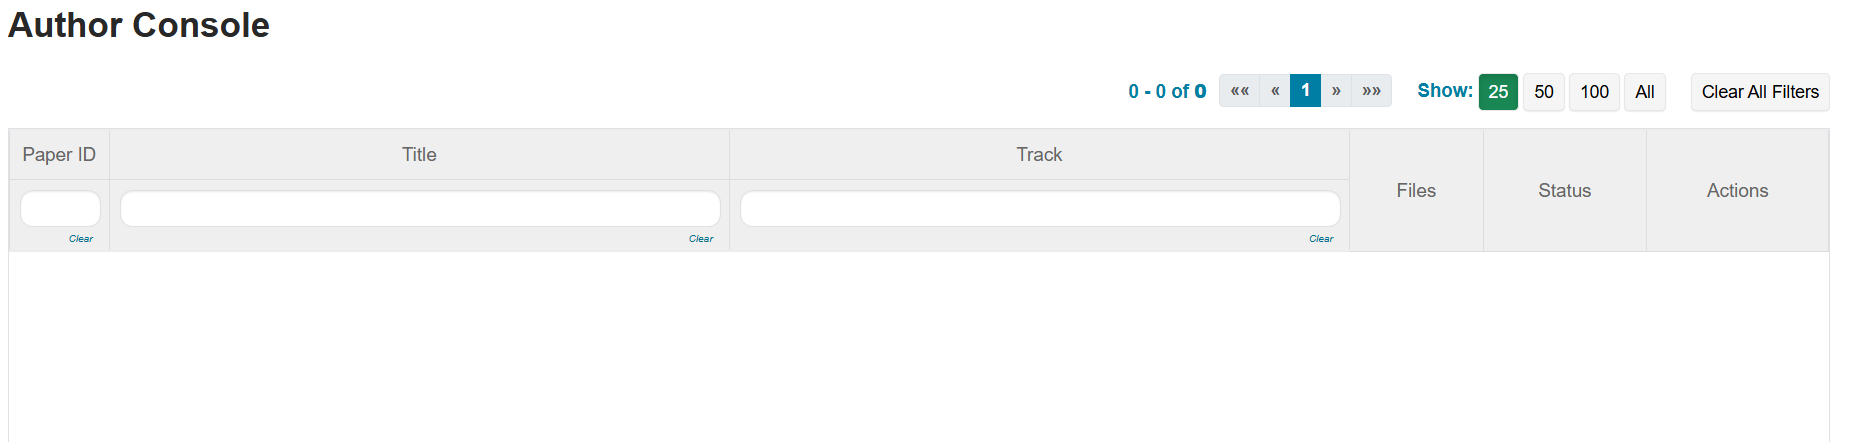 Author Console
0 - 0 of 0 «« « 1 » »» Show: 25 50 100 All Clear All Filters
Paper ID Title Track Files Status Actions
Clear Clear Clear